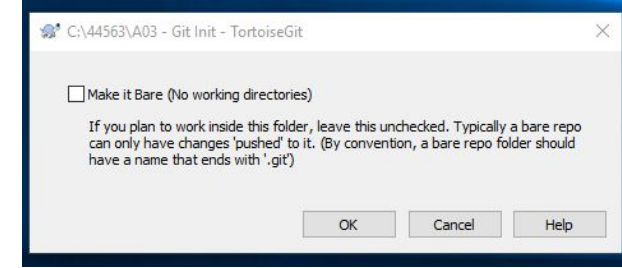 C:\44563\A03 - Git Init - TortoiseGit
Make it Bare (No working directories)
If you plan to work inside this folder, leave this unchecked. Typically a bare repo
can only have changes 'pushed' to it. (By convention, a bare repo folder should
have a name that ends with '.git')
OK Cancel Help